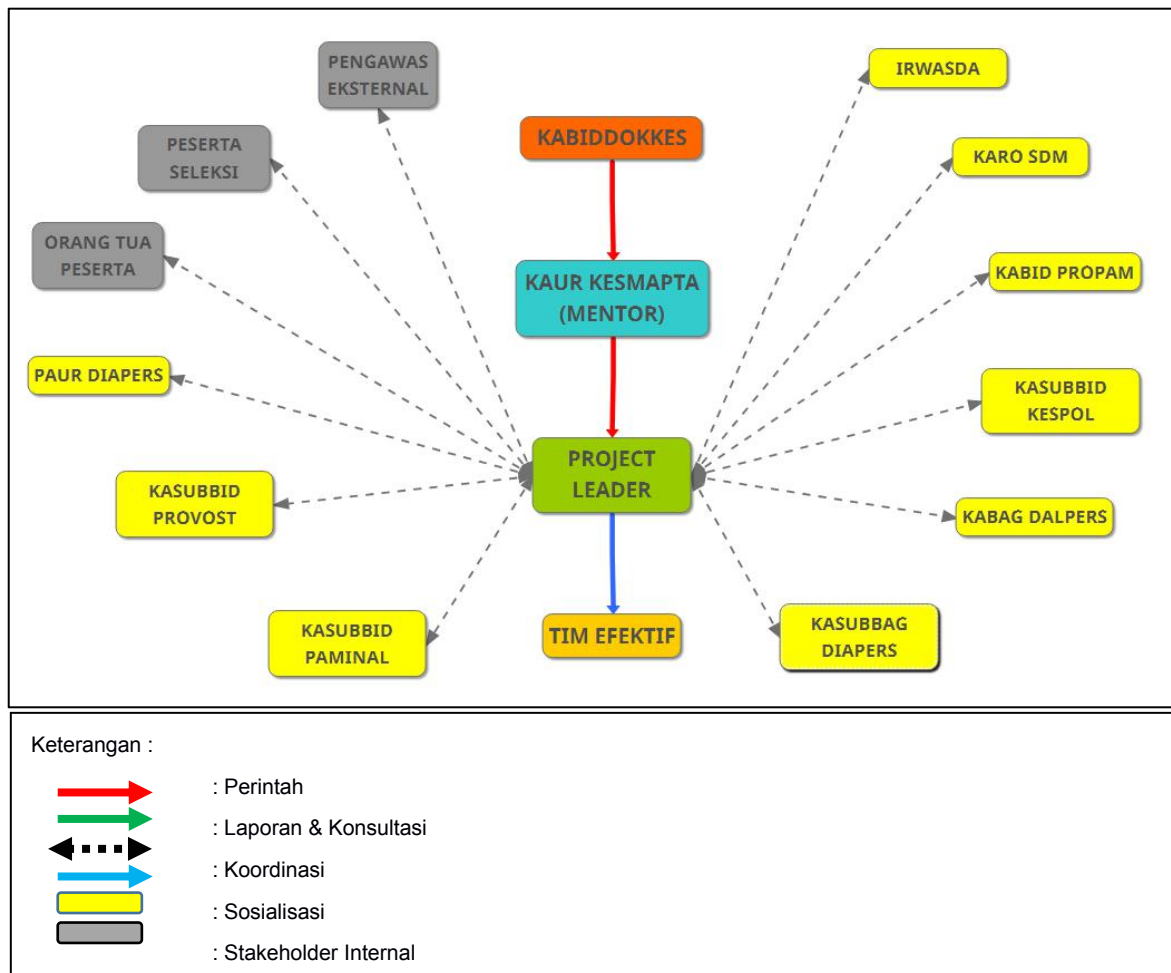 PENGAWAS
EKSTERNAL
IRWASDA
KABIDDOKKES
PESERTA
SELEKSI
KARO SDM
ORANG TUA
PESERTA
KAUR KESMAPTA
(MENTOR)
KABID PROPAM
PAUR DIAPERS
KASUBBID
KESPOL
PROJECT
LEADER
KASUBBID
PROVOST
KABAG DALPERS
KASUBBID
PAMINAL
TIM EFEKTIF
KASUBBAG
DIAPERS
Keterangan :
: Perintah
: Laporan & Konsultasi
: Koordinasi
: Sosialisasi
: Stakeholder Internal